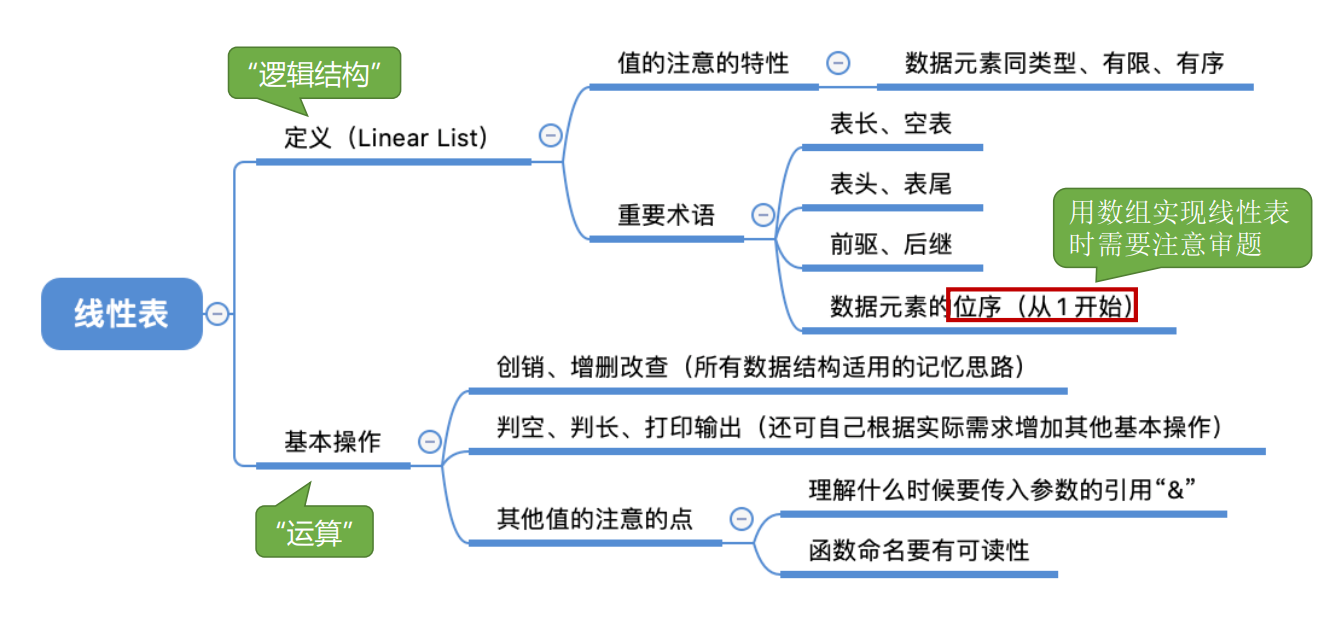 “逻辑结构”
值的注意的特性
数据元素同类型、有限、有序
定义（Linear List）
表长、空表
表头、表尾
重要术语
用数组实现线性表
时需要注意审题
前驱、后继
数据元素的位序（从1开始）
线性表
创销、增删改查（所有数据结构适用的记忆思路）
基本操作
判空、判长、打印输出（还可自己根据实际需求增加其他基本操作）
“运算”
其他值的注意的点
理解什么时候要传入参数的引用“&”
函数命名要有可读性